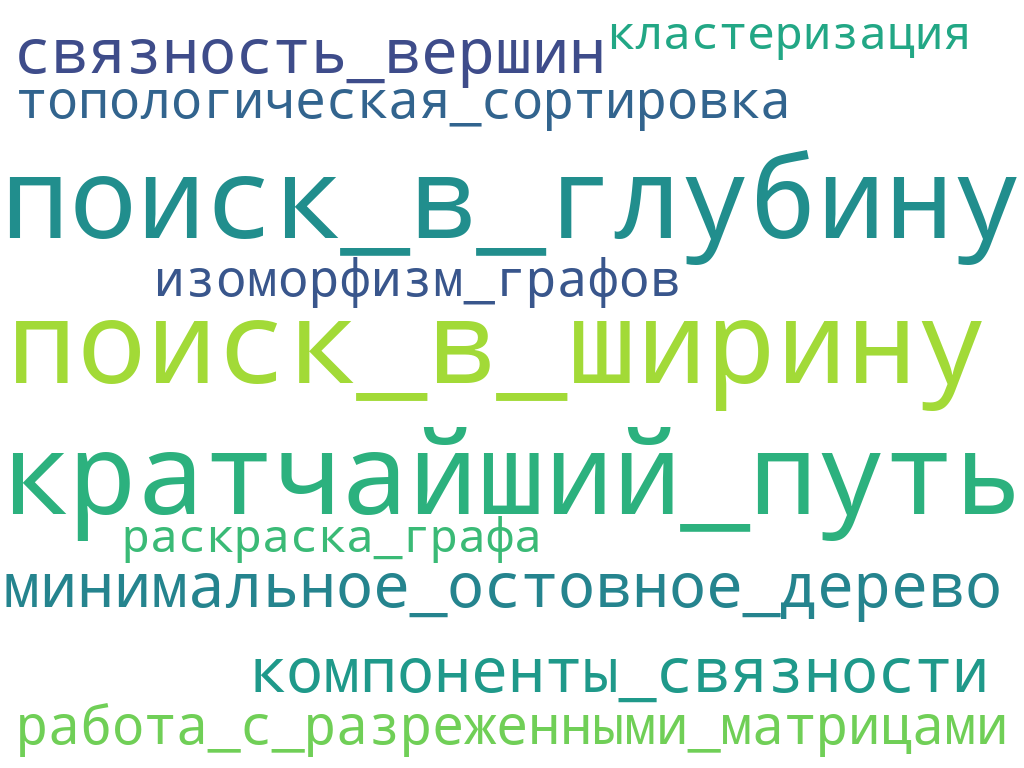 связность_вершин
кластеризация
топологическая_сортировка
поиск_в_глубину
изоморфизм_графов
поиск_в_ширину
кратчайший_путь
раскраска_графа
минимальное_остовное_дерево
компоненты_связности
работа_с_разреженными_матрицами